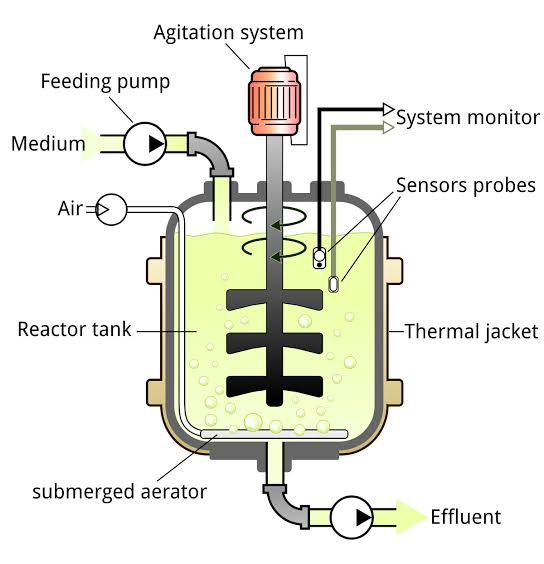 Agitation system
Feeding pump
Medium
System monitor
Air
Sensors probes
Reactor tank
Thermal jacket
submerged aerator
Effluent